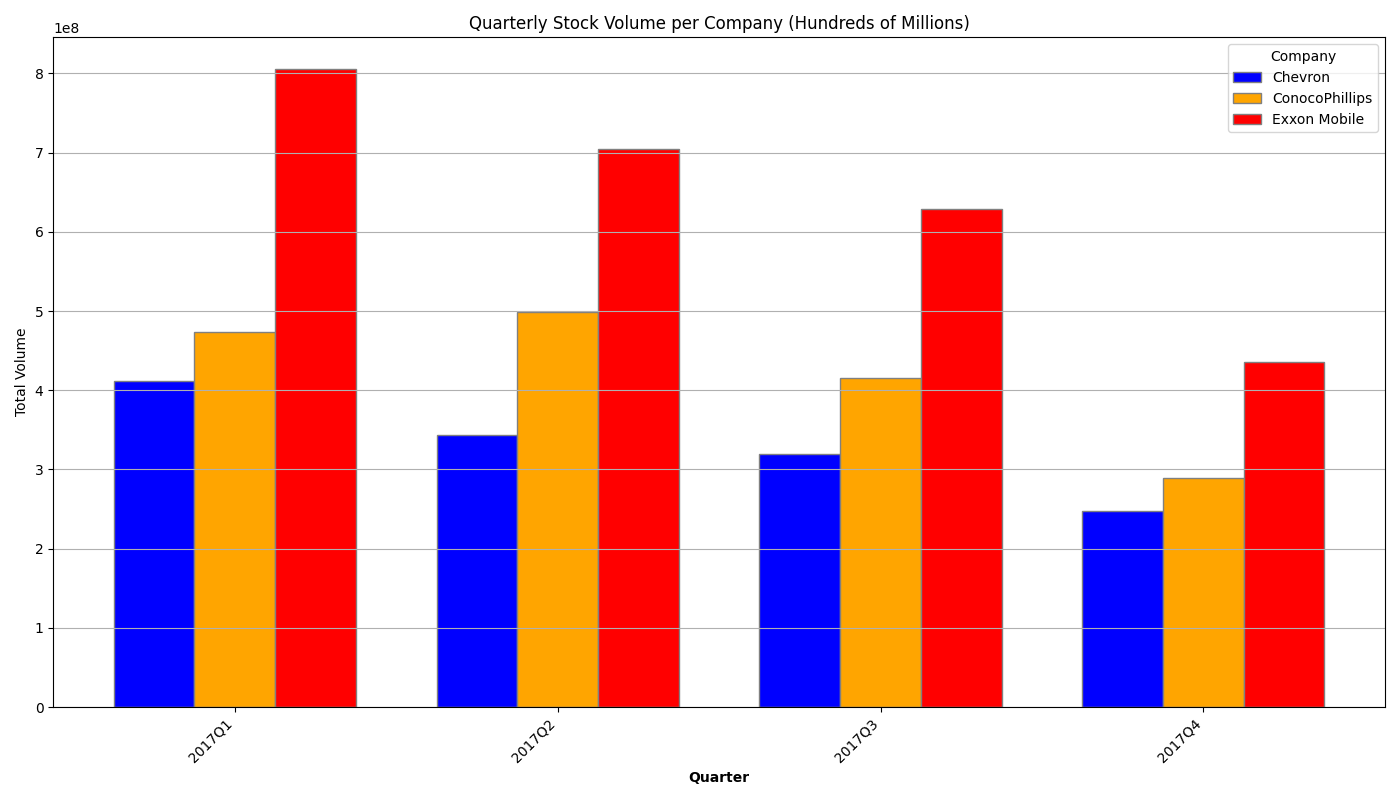 Quarterly Stock Volume per Company (Hundreds of Millions)
1e8
Company
Chevron
ConocoPhillips
Exxon Mobile
8
7
6
5
4
3
2
1
0
Total Volume
2017Q1
2017Q2
2017Q3
2017Q4
Quarter